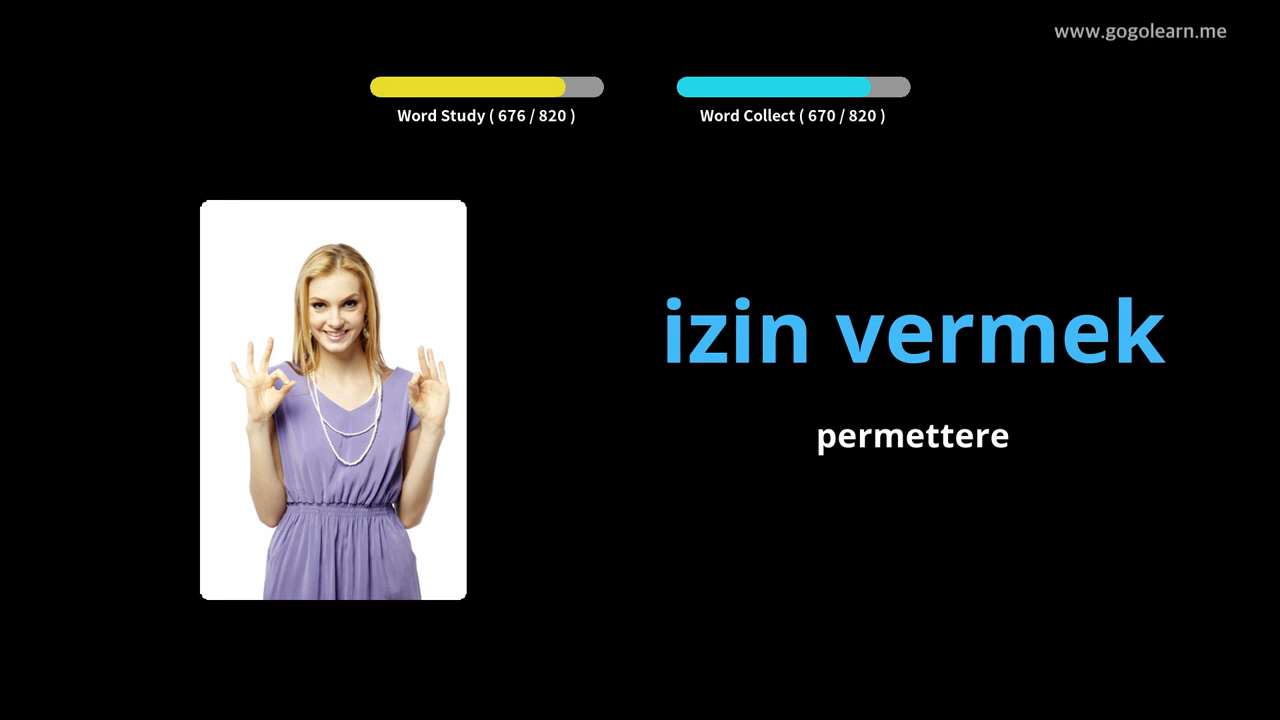 www.gogolearn.me
Word Study ( 676 / 820 )
Word Collect ( 670 / 820 )
izin vermek
permettere